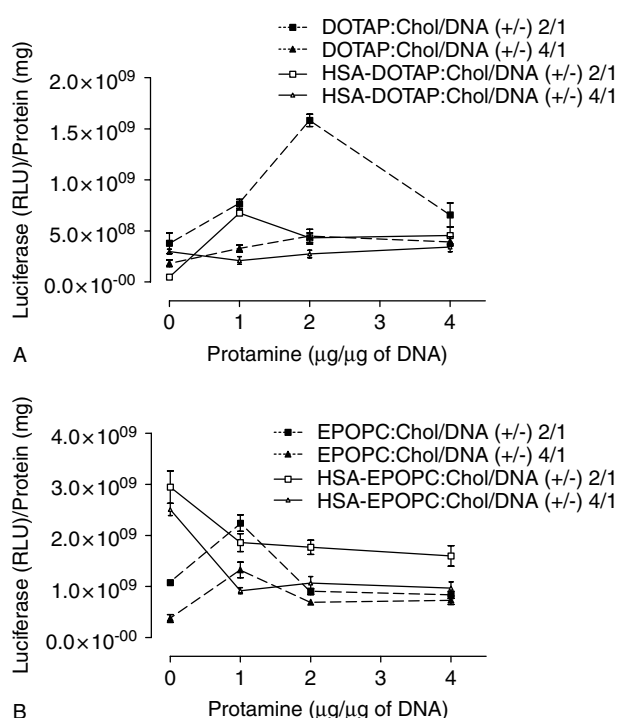 DOTAP:Chol/DNA (+/-) 2/1
DOTAP:Chol/DNA (+/-) 4/1
HSA-DOTAP:Chol/DNA (+/-) 2/1
HSA-DOTAP:Chol/DNA (+/-) 4/1
Luciferase (RLU)/Protein (mg)
2.0×10⁰⁹
1.5×10⁰⁹
1.0×10⁰⁹
5.0×10⁰⁸
0.0×10⁻⁰⁰
0 1 2 3 4
A
Protamine (μg/μg of DNA)
EPOPC:Chol/DNA (+/-) 2/1
EPOPC:Chol/DNA (+/-) 4/1
HSA-EPOPC:Chol/DNA (+/-) 2/1
HSA-EPOPC:Chol/DNA (+/-) 4/1
Luciferase (RLU)/Protein (mg)
4.0×10⁰⁹
3.0×10⁰⁹
2.0×10⁰⁹
1.0×10⁰⁹
0.0×10⁻⁰⁰
0 1 2 3 4
B
Protamine (μg/μg of DNA)